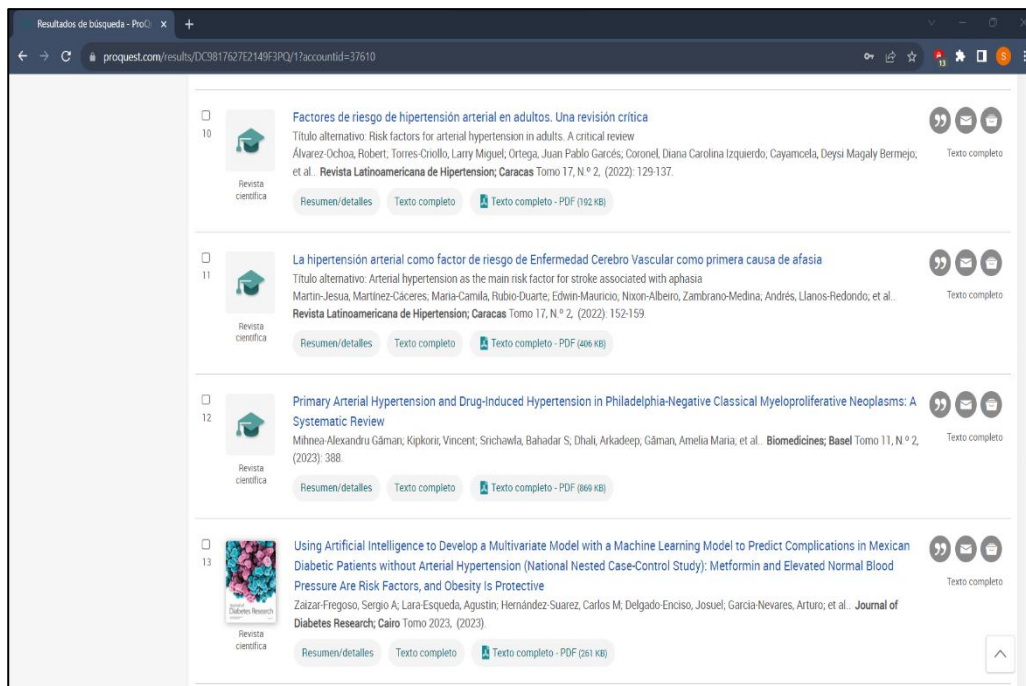 Resultados de búsqueda - ProQ
proquest.com/results/DC9817627E2149F3PQ/1?accountid=37610
13
S
10
Revista
científica
Factores de riesgo de hipertensión arterial en adultos. Una revisión crítica
Título alternativo: Risk factors for arterial hypertension in adults. A critical review
Álvarez-Ochoa, Robert; Torres-Criollo, Larry Miguel; Ortega, Juan Pablo Garcés; Coronel, Diana Carolina Izquierdo; Cayamcela, Deysi Magaly Bermejo;
et al.. Revista Latinoamericana de Hipertension; Caracas Tomo 17, N.º 2, (2022): 129-137.
Resumen/detalles Texto completo Texto completo - PDF (192 KB)
Texto completo
11
Revista
científica
La hipertensión arterial como factor de riesgo de Enfermedad Cerebro Vascular como primera causa de afasia
Título alternativo: Arterial hypertension as the main risk factor for stroke associated with aphasia
Martin-Jesua, Martínez-Cáceres; Maria-Camila, Rubio-Duarte; Edwin-Mauricio; Nixon-Albeiro, Zambrano-Medina; Andrés, Llanos-Redondo; et al..
Revista Latinoamericana de Hipertension; Caracas Tomo 17, N.º 2, (2022): 152-159.
Resumen/detalles Texto completo Texto completo - PDF (406 KB)
Texto completo
12
Revista
científica
Primary Arterial Hypertension and Drug-Induced Hypertension in Philadelphia-Negative Classical Myeloproliferative Neoplasms: A
Systematic Review
Mihnea-Alexandru Găman; Kipkorir, Vincent; Srichawla, Bahadar S; Dhali, Arkadeep; Găman, Amelia Maria; et al.. Biomedicines; Basel Tomo 11, N.º 2,
(2023): 388.
Resumen/detalles Texto completo Texto completo - PDF (869 KB)
Texto completo
13
Diabetes Research
Revista
científica
Using Artificial Intelligence to Develop a Multivariate Model with a Machine Learning Model to Predict Complications in Mexican
Diabetic Patients without Arterial Hypertension (National Nested Case-Control Study): Metformin and Elevated Normal Blood
Pressure Are Risk Factors, and Obesity Is Protective
Zaizar-Fregoso, Sergio A; Lara-Esqueda, Agustin; Hernández-Suarez, Carlos M; Delgado-Enciso, Josuel; Garcia-Nevares, Arturo; et al.. Journal of
Diabetes Research; Cairo Tomo 2023, (2023).
Resumen/detalles Texto completo Texto completo - PDF (261 KB)
Texto completo